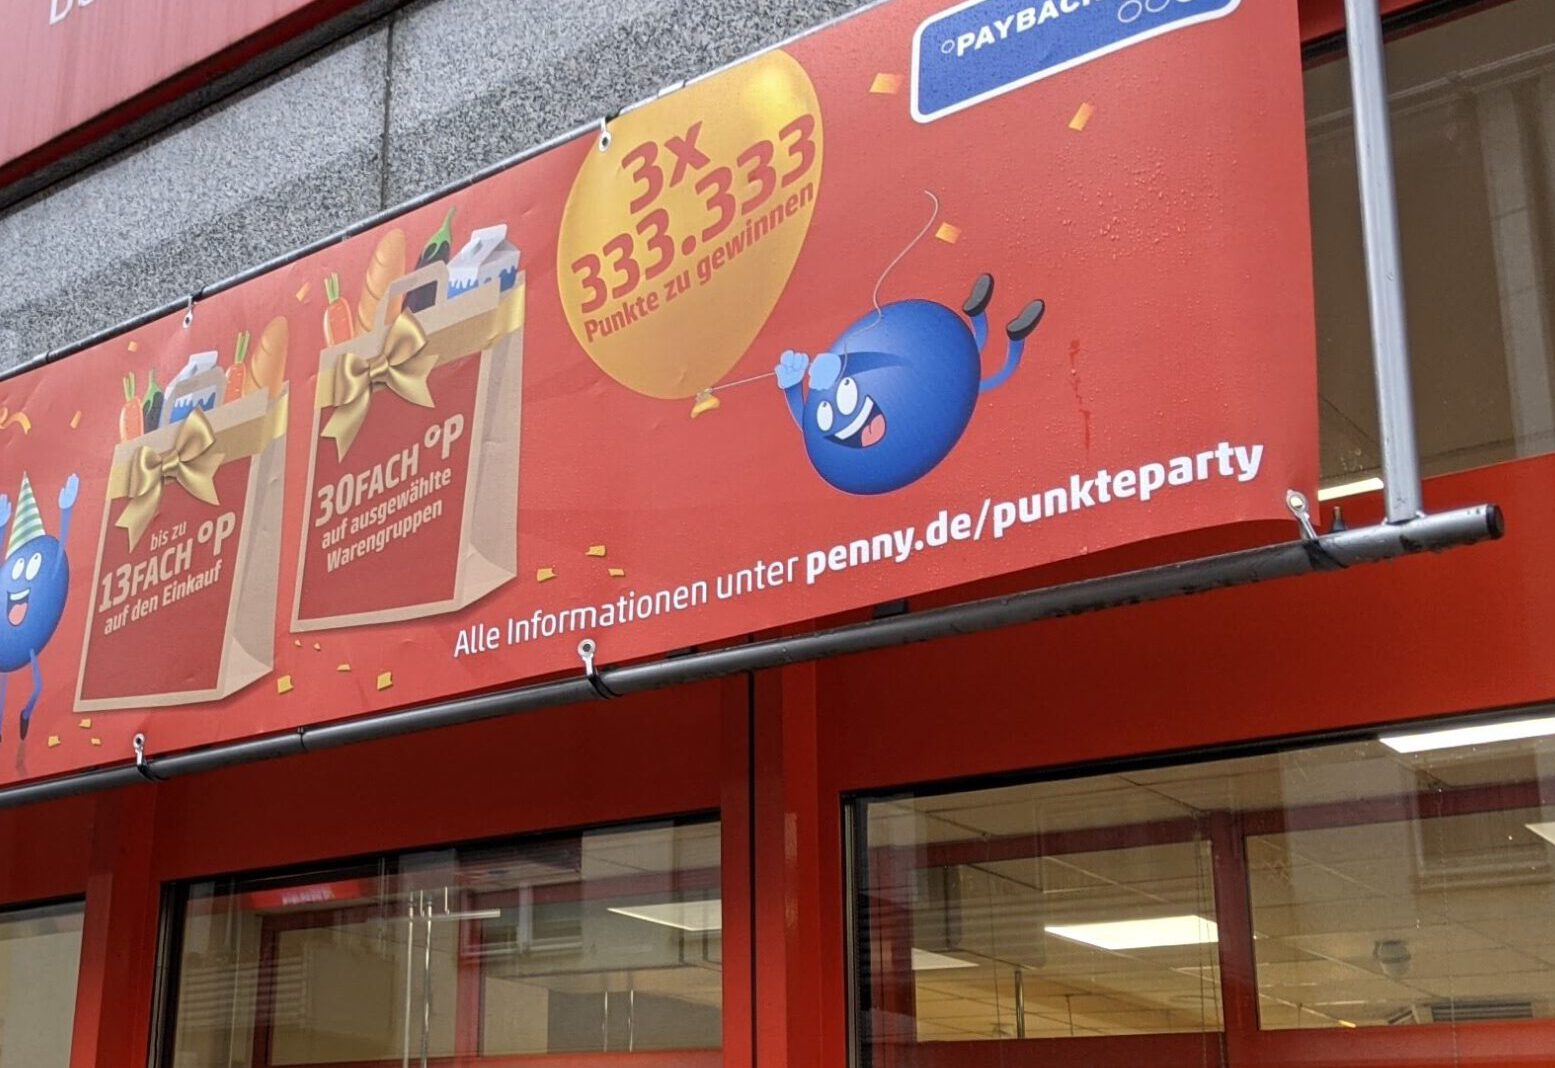 PAYBACK
3x
333.333
Punkte zu gewinnen
bis zu
13FACH °P
auf den Einkauf
30FACH °P
auf ausgewählte
Warengruppen
Alle Informationen unter penny.de/punkteparty